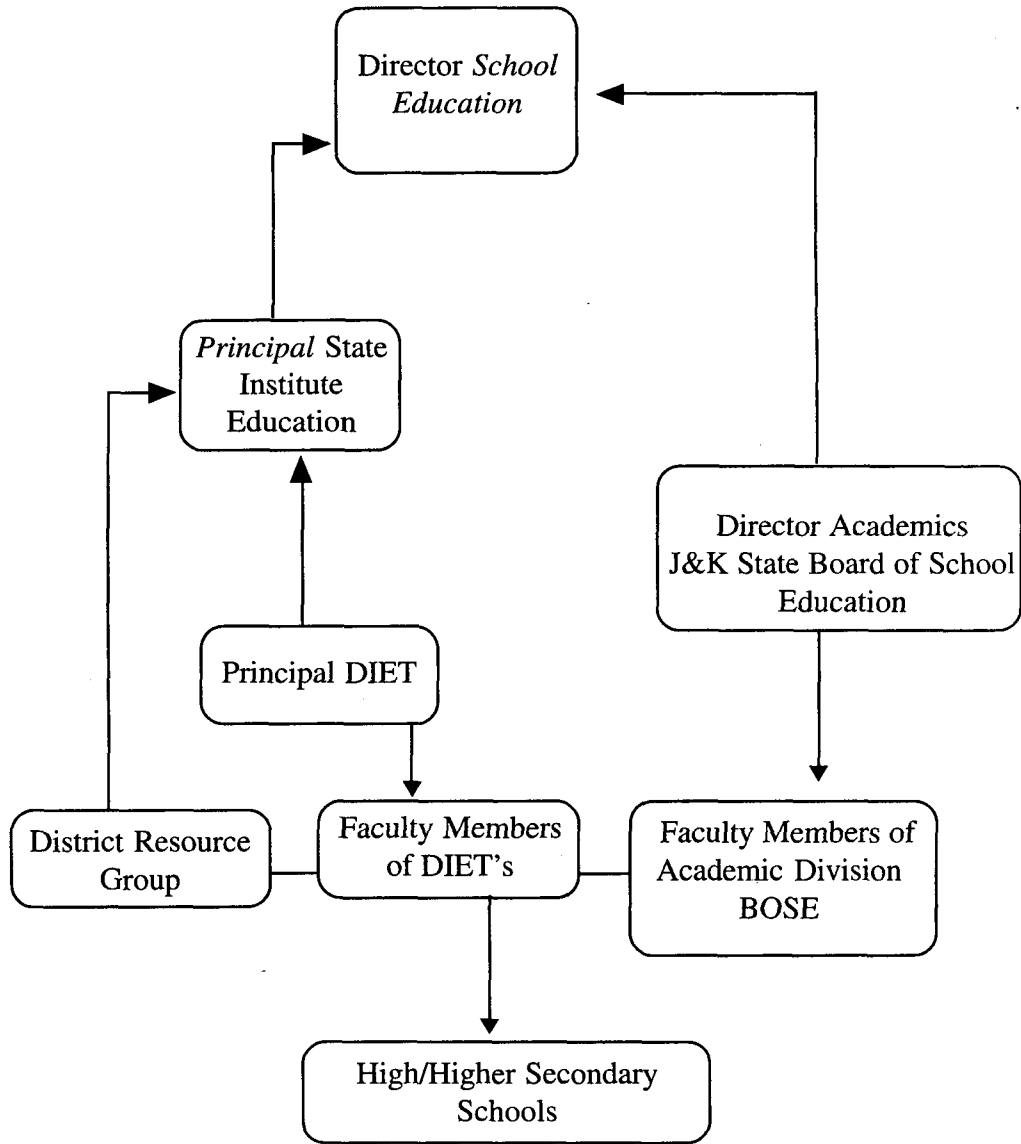 Director School
Education
Principal State
Institute
Education
Director Academics
J&K State Board of School
Education
Principal DIET
District Resource
Group
Faculty Members
of DIET's
Faculty Members of
Academic Division
BOSE
High/Higher Secondary
Schools